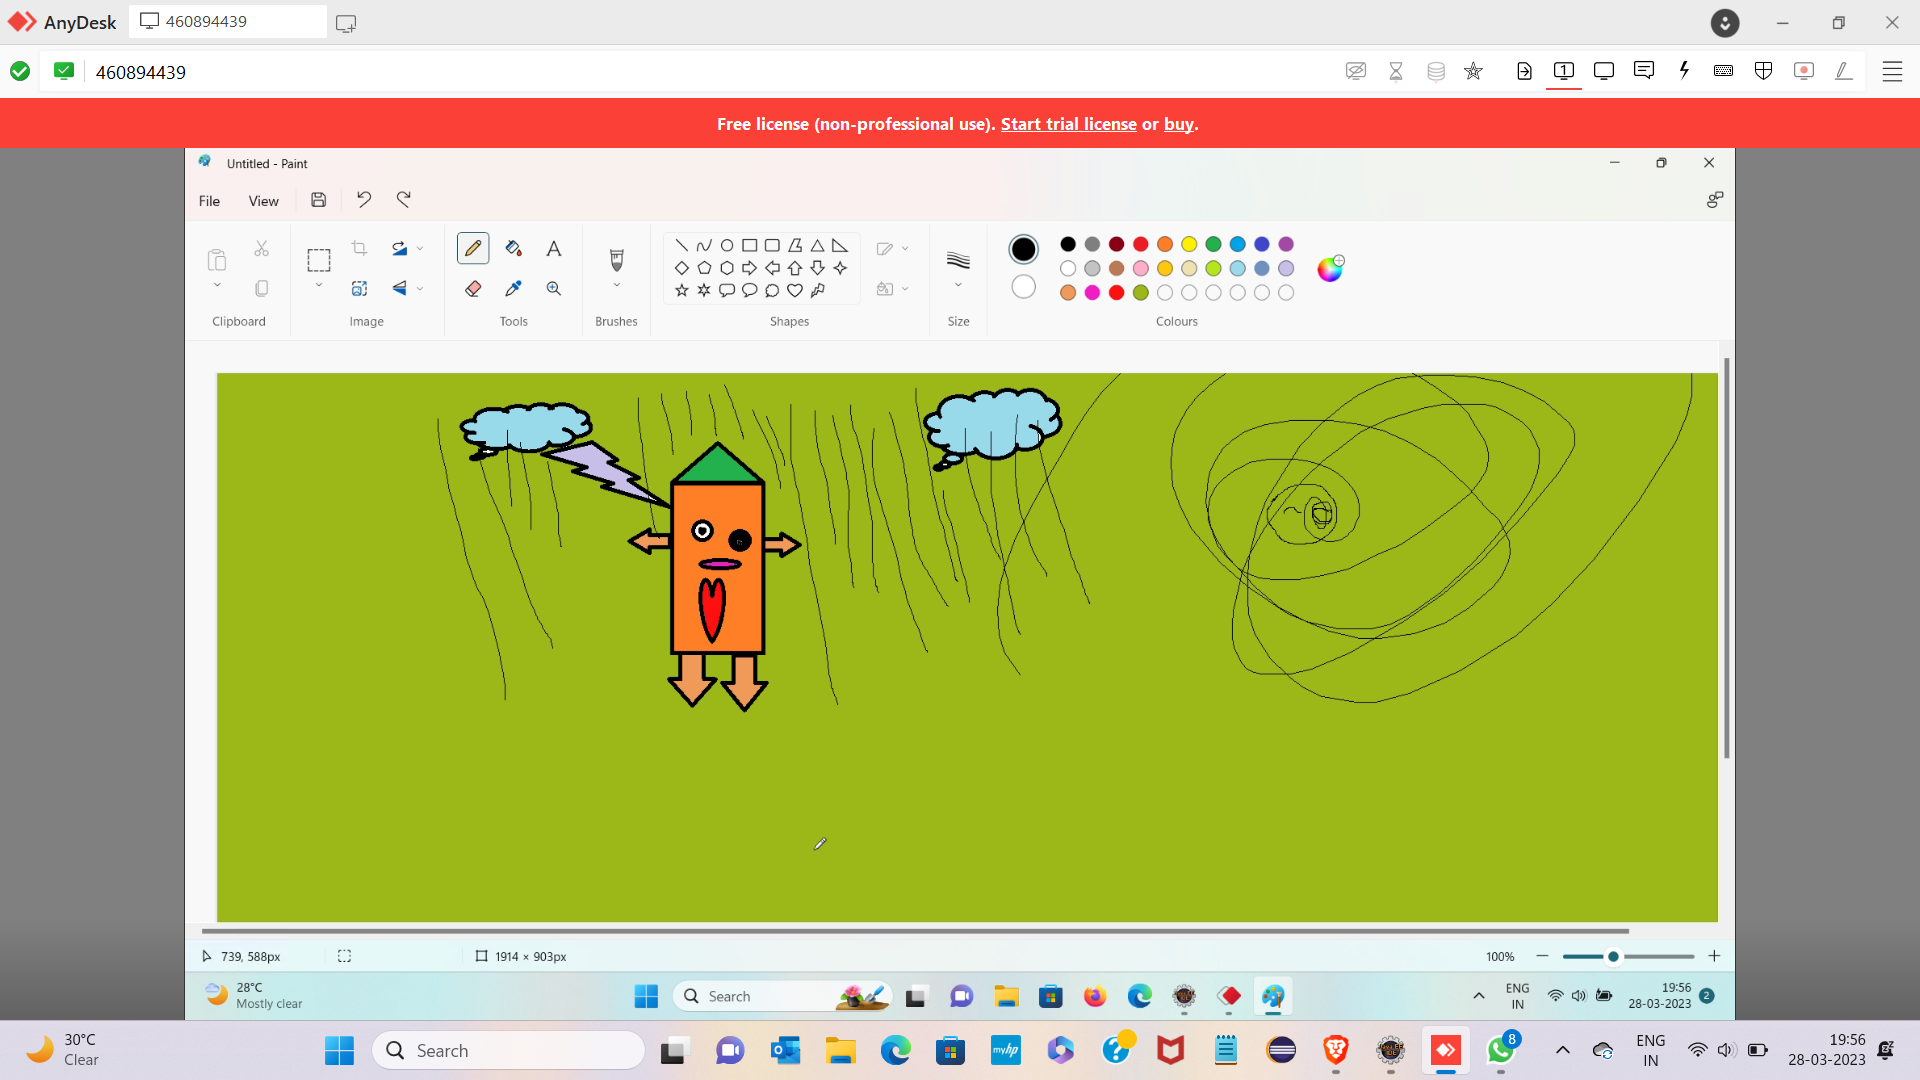 AnyDesk
460894439
460894439
1
Free license (non-professional use). Start trial license or buy.
Untitled - Paint
File
View
A
Clipboard
Image
Tools
Brushes
Shapes
Size
Colours
739, 588px
1914 × 903px
100%
28°C
Mostly clear
Search
ENG
IN
19:56
28-03-2023
2
30°C
Clear
Search
myhp
?
8
ENG
IN
19:56
28-03-2023